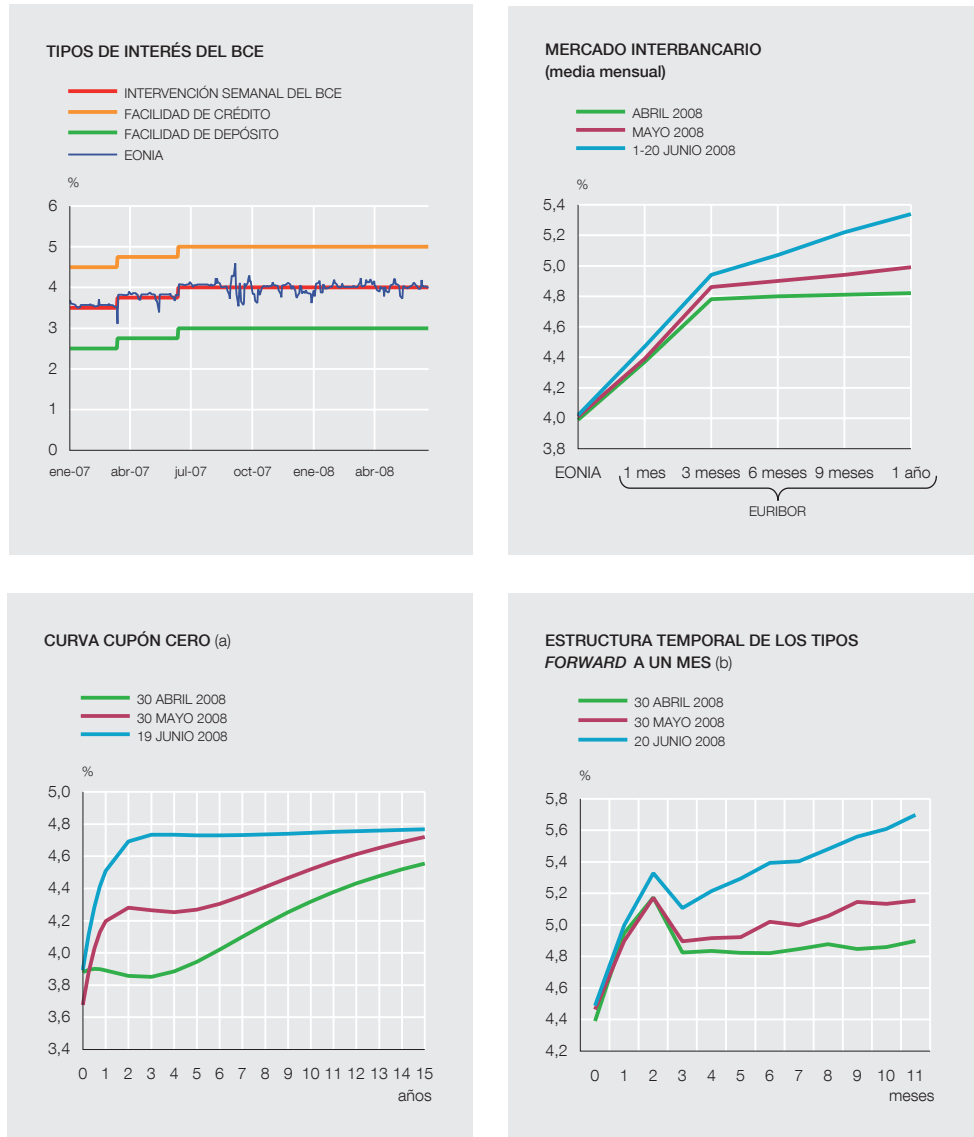 TIPOS DE INTERÉS DEL BCE
INTERVENCIÓN SEMANAL DEL BCE
FACILIDAD DE CRÉDITO
FACILIDAD DE DEPÓSITO
EONIA
%
6
5
4
3
2
1
0
ene-07 abr-07 jul-07 oct-07 ene-08 abr-08
MERCADO INTERBANCARIO
(media mensual)
ABRIL 2008
MAYO 2008
1-20 JUNIO 2008
%
5,4
5,2
5,0
4,8
4,6
4,4
4,2
4,0
3,8
EONIA 1 mes 3 meses 6 meses 9 meses 1 año
EURIBOR
CURVA CUPÓN CERO (a)
30 ABRIL 2008
30 MAYO 2008
19 JUNIO 2008
%
5,0
4,8
4,6
4,4
4,2
4,0
3,8
3,6
3,4
0 1 2 3 4 5 6 7 8 9 10 11 12 13 14 15
años
ESTRUCTURA TEMPORAL DE LOS TIPOS
FORWARD A UN MES (b)
30 ABRIL 2008
30 MAYO 2008
20 JUNIO 2008
%
5,8
5,6
5,4
5,2
5,0
4,8
4,6
4,4
4,2
0 1 2 3 4 5 6 7 8 9 10 11
meses